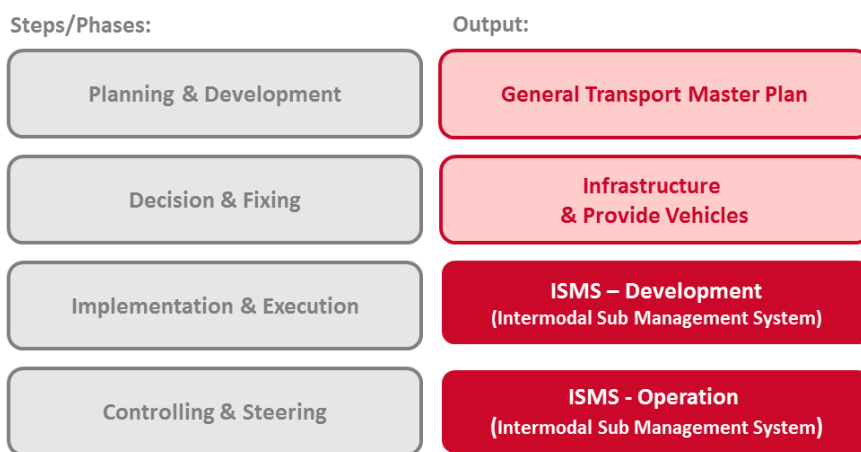 Steps/Phases:
Output:
Planning & Development
General Transport Master Plan
Decision & Fixing
Infrastructure
& Provide Vehicles
Implementation & Execution
ISMS – Development
(Intermodal Sub Management System)
Controlling & Steering
ISMS - Operation
(Intermodal Sub Management System)